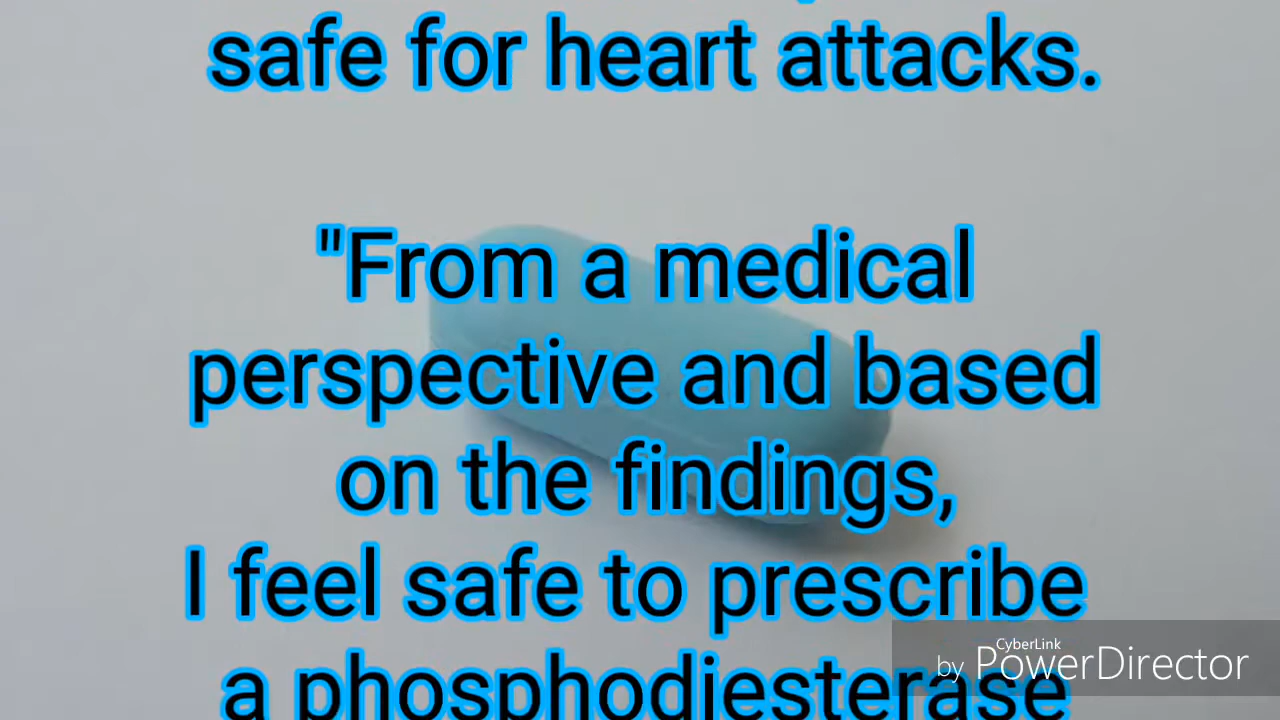 safe for heart attacks.
"From a medical
perspective and based
on the findings,
I feel safe to prescribe
a phosphodiesterase
CyberLink
by PowerDirector